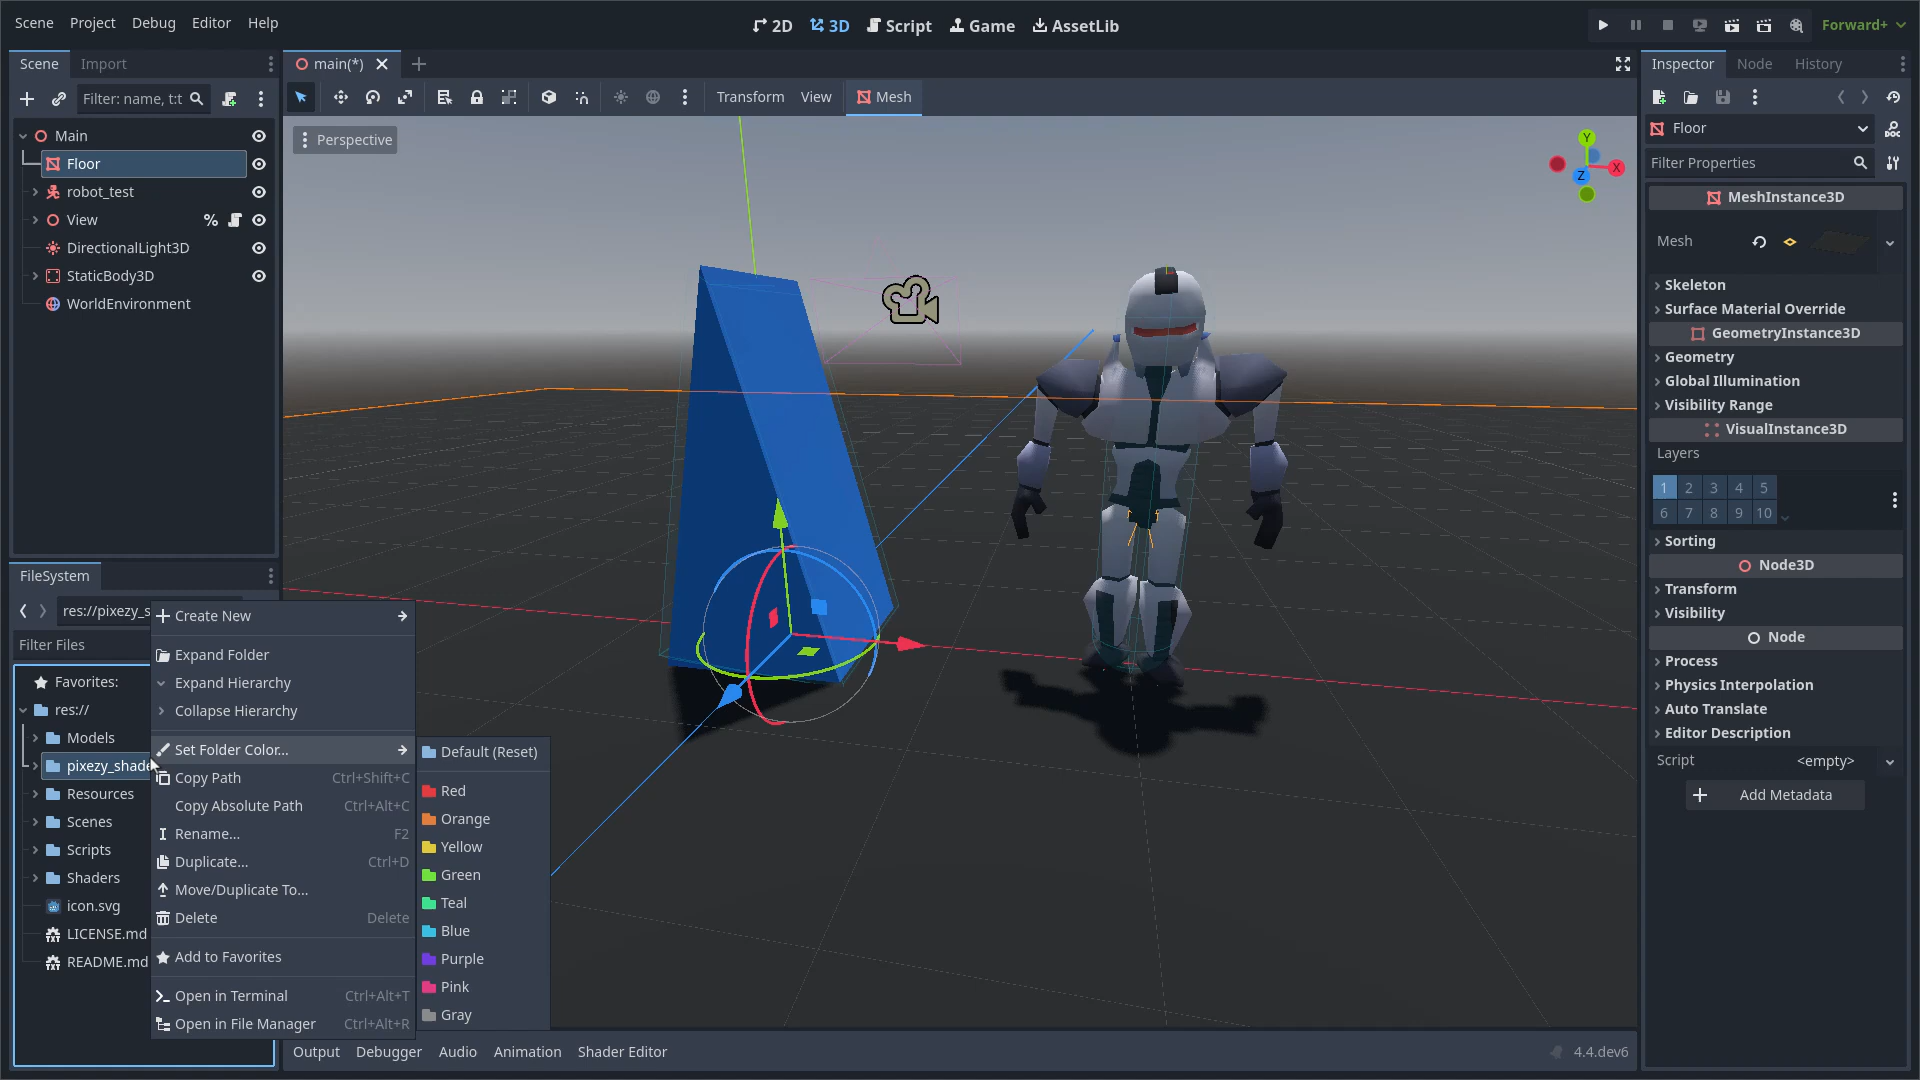 Scene Project Debug Editor Help
2D 3D Script Game AssetLib
Forward+
Scene Import
main(*)
Inspector Node History
Filter: name, t:t
Transform View Mesh
Main
Floor
robot_test
View %
DirectionalLight3D
StaticBody3D
WorldEnvironment
Perspective
Y
X
Z
Floor
Filter Properties
MeshInstance3D
Mesh
Skeleton
Surface Material Override
GeometryInstance3D
Geometry
Global Illumination
Visibility Range
VisualInstance3D
Layers
1 2 3 4 5
6 7 8 9 10
Sorting
Node3D
Transform
Visibility
Node
Process
Physics Interpolation
Auto Translate
Editor Description
Script <empty>
Add Metadata
FileSystem
res://pixezy_s
Filter Files
Favorites:
res://
Models
pixezy_shade
Resources
Scenes
Scripts
Shaders
icon.svg
LICENSE.md
README.md
Create New
Expand Folder
Expand Hierarchy
Collapse Hierarchy
Set Folder Color...
Copy Path Ctrl+Shift+C
Copy Absolute Path Ctrl+Alt+C
Rename... F2
Duplicate... Ctrl+D
Move/Duplicate To...
Delete Delete
Add to Favorites
Open in Terminal Ctrl+Alt+T
Open in File Manager Ctrl+Alt+R
Default (Reset)
Red
Orange
Yellow
Green
Teal
Blue
Purple
Pink
Gray
Output Debugger Audio Animation Shader Editor
4.4.dev6